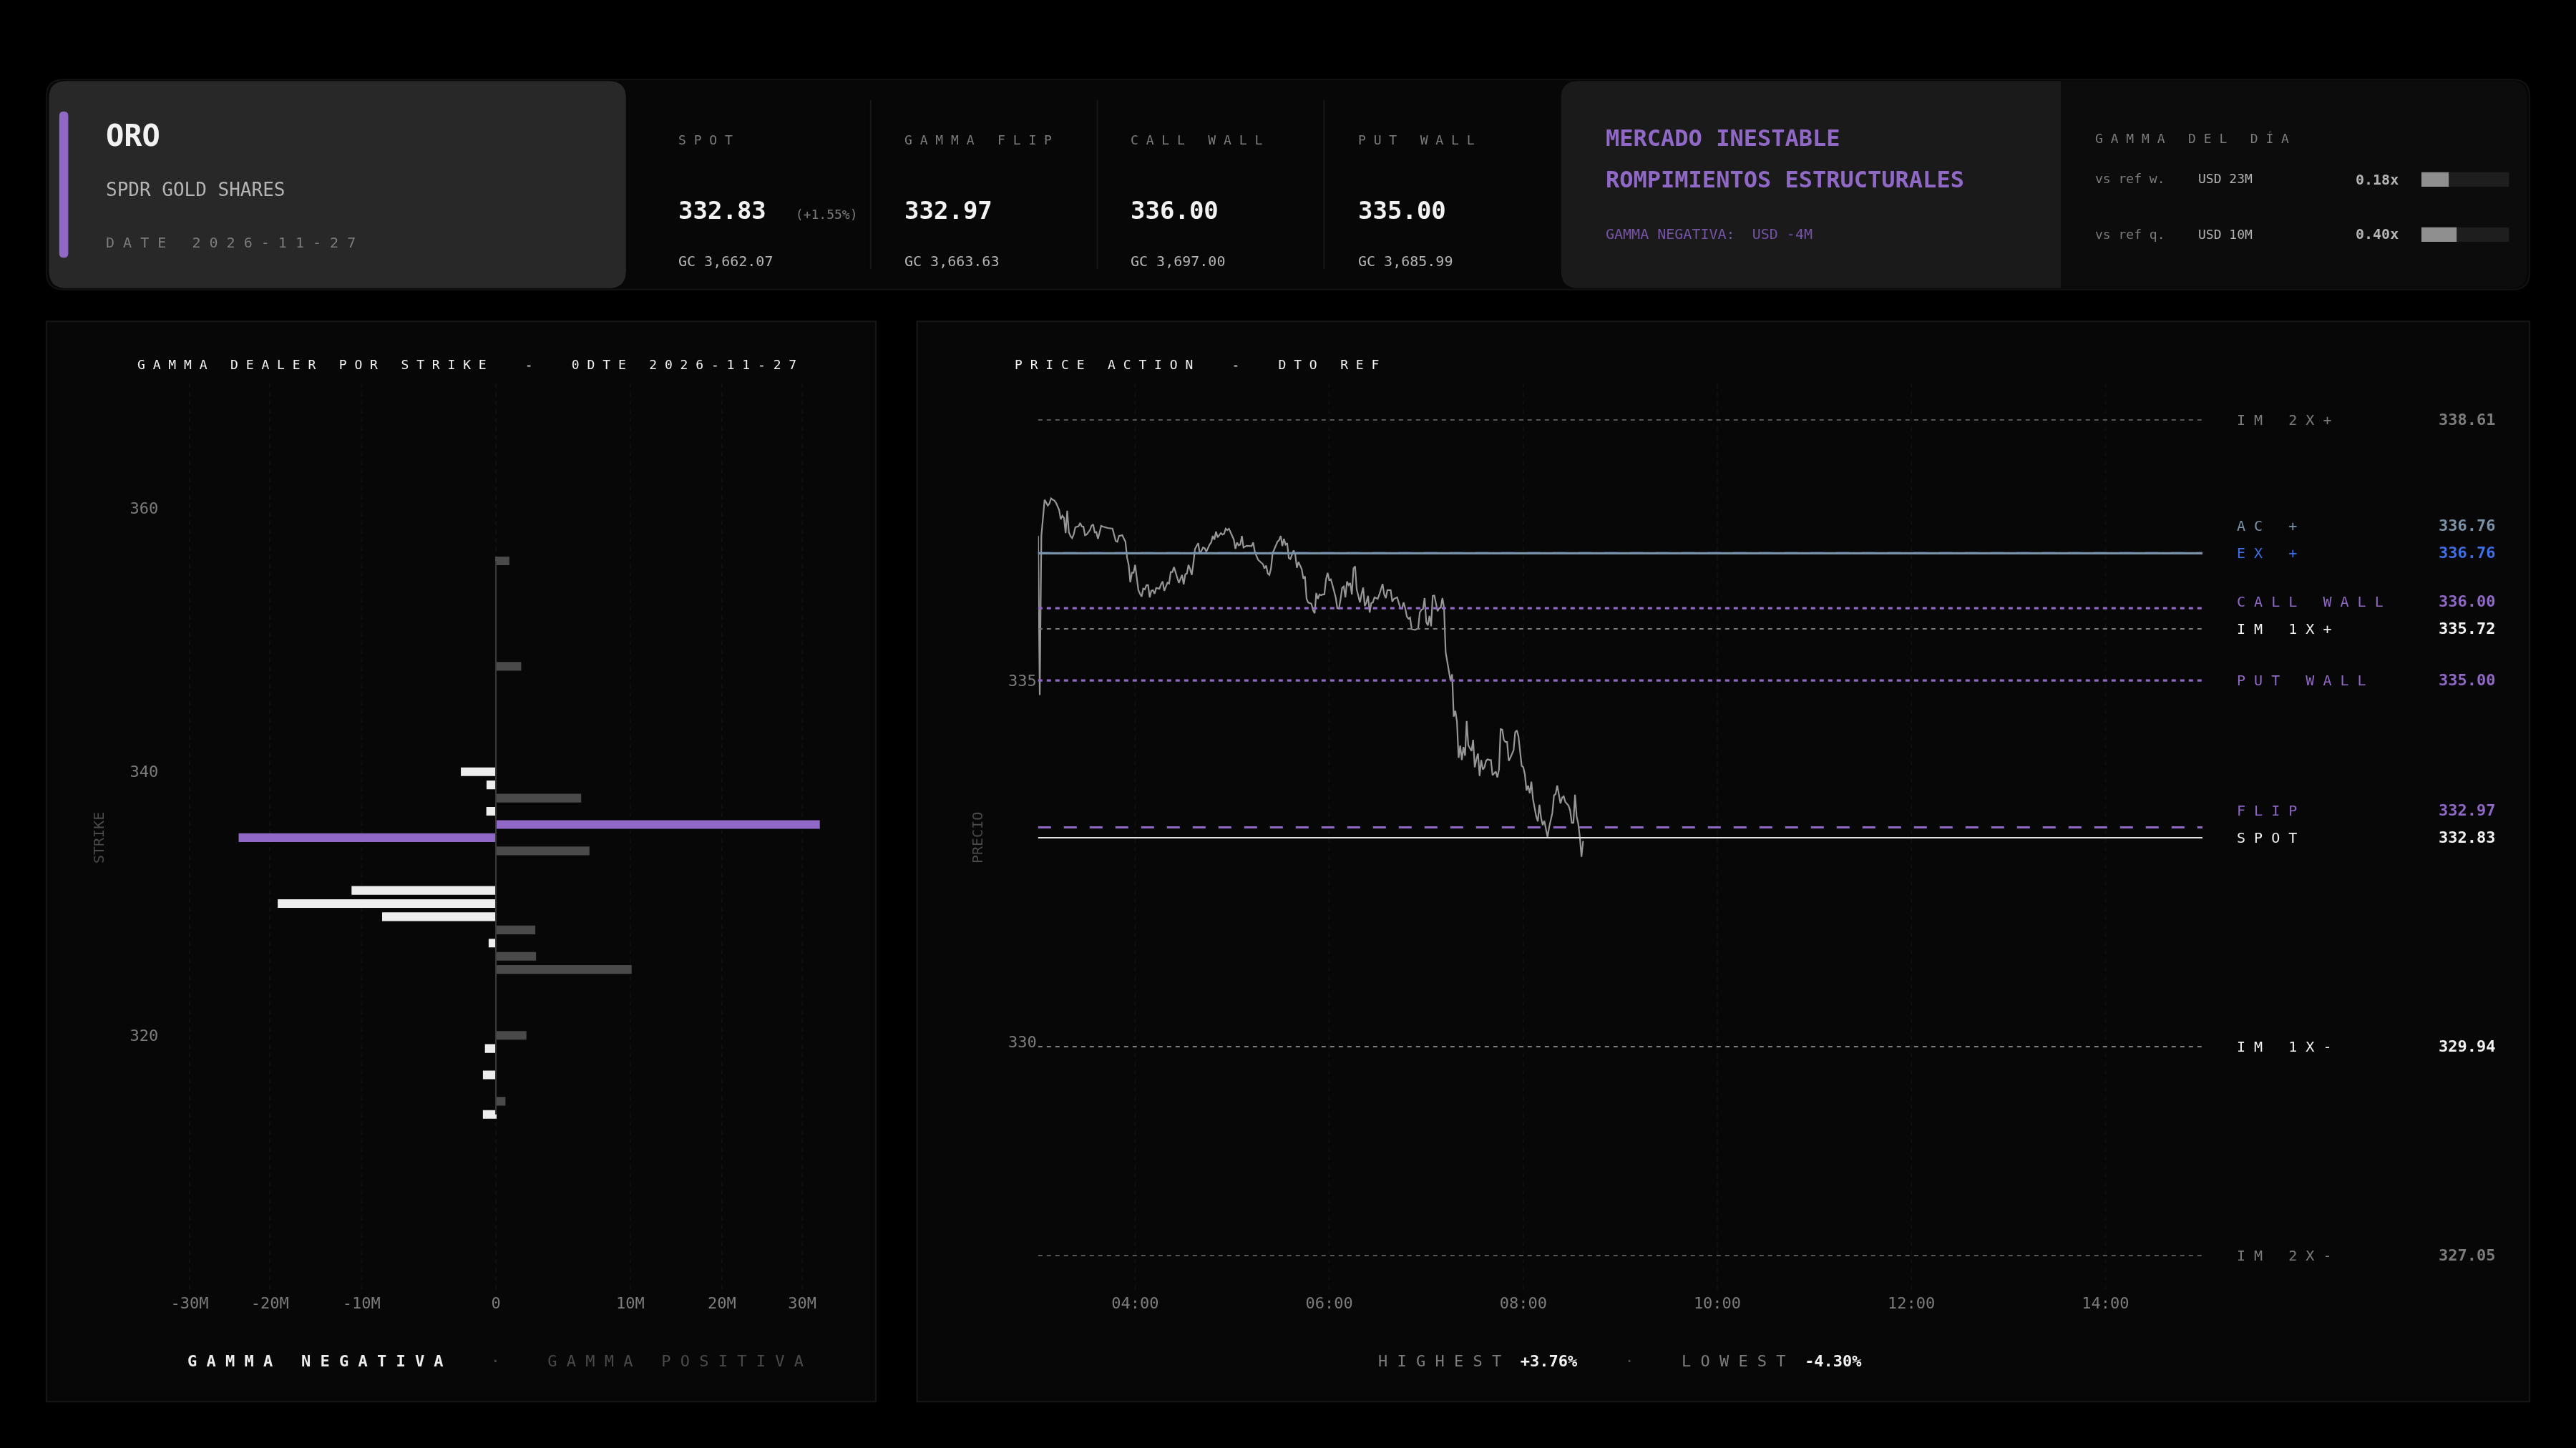 ORO
SPDR GOLD SHARES
DATE 2026-11-27
SPOT
332.83 (+1.55%)
GC 3,662.07
GAMMA FLIP
332.97
GC 3,663.63
CALL WALL
336.00
GC 3,697.00
PUT WALL
335.00
GC 3,685.99
MERCADO INESTABLE
ROMPIMIENTOS ESTRUCTURALES
GAMMA NEGATIVA: USD -4M
GAMMA DEL DÍA
vs ref w. USD 23M 0.18x
vs ref q. USD 10M 0.40x
GAMMA DEALER POR STRIKE - 0DTE 2026-11-27
STRIKE
360
340
320
-30M -20M -10M 0 10M 20M 30M
GAMMA NEGATIVA · GAMMA POSITIVA
PRICE ACTION - DTO REF
PRECIO
335
330
IM 2X+ 338.61
AC + 336.76
EX + 336.76
CALL WALL 336.00
IM 1X+ 335.72
PUT WALL 335.00
FLIP 332.97
SPOT 332.83
IM 1X- 329.94
IM 2X- 327.05
04:00 06:00 08:00 10:00 12:00 14:00
HIGHEST +3.76% · LOWEST -4.30%